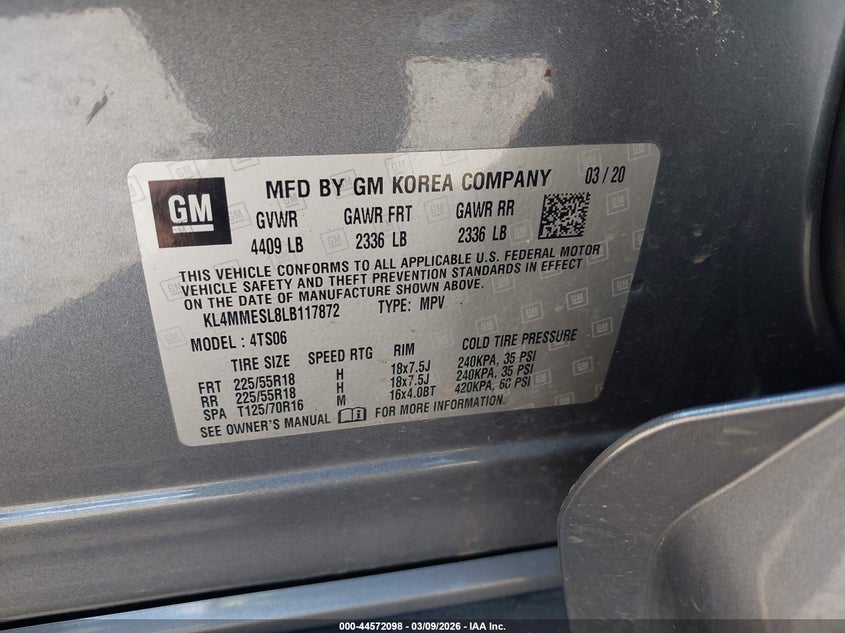 GM
MFD BY GM KOREA COMPANY 03 / 20
GVWR GAWR FRT GAWR RR
4409 LB 2336 LB 2336 LB
THIS VEHICLE CONFORMS TO ALL APPLICABLE U.S. FEDERAL MOTOR
VEHICLE SAFETY AND THEFT PREVENTION STANDARDS IN EFFECT
ON THE DATE OF MANUFACTURE SHOWN ABOVE.
KL4MMESL8LB117872 TYPE: MPV
MODEL : 4TS06
TIRE SIZE SPEED RTG RIM COLD TIRE PRESSURE
FRT 225/55R18 H 18x7.5J 240KPA, 35 PSI
RR 225/55R18 H 18x7.5J 240KPA, 35 PSI
SPA T125/70R16 M 16x4.0BT 420KPA, 60 PSI
SEE OWNER'S MANUAL FOR MORE INFORMATION.
000-44572098 - 03/09/2026 - IAA Inc.